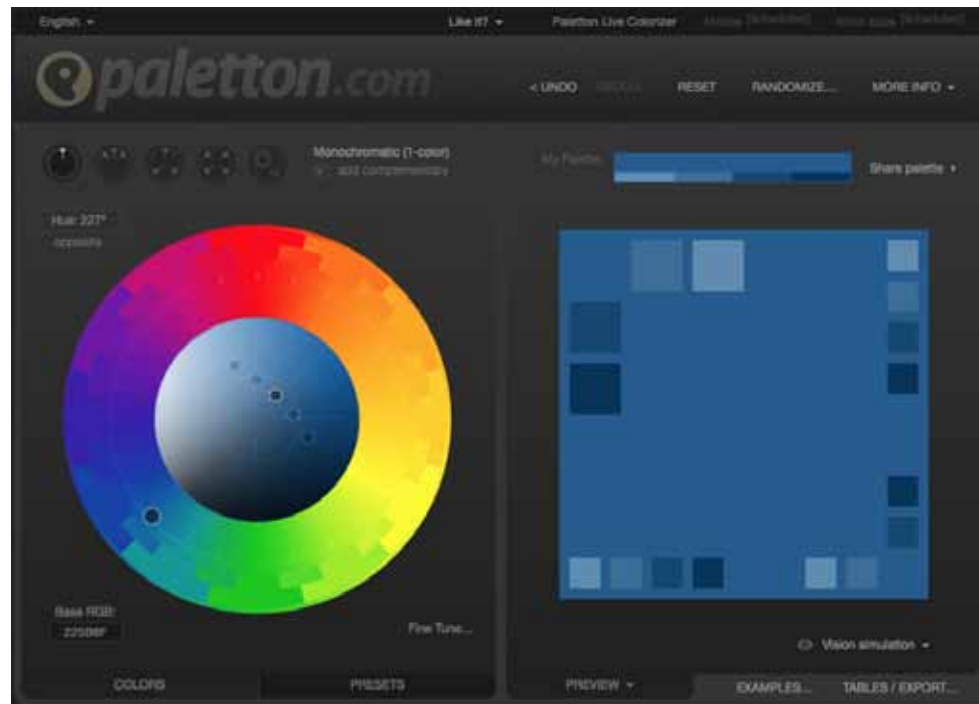 English
Like it?
Paletton Live Colorizer
paletton.com
< UNDO
RESET
RANDOMIZE...
MORE INFO
Monochromatic (1-color)
add complementary
My Palette:
Share palette
Hue: 227°
opposite
Base RGB:
Fine Tune...
Vision simulation
COLORS
PRESETS
PREVIEW
EXAMPLES...
TABLES / EXPORT...